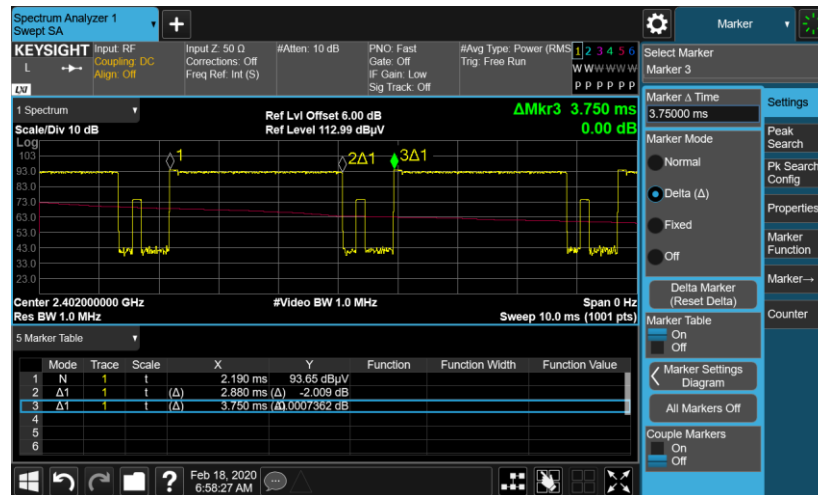 Spectrum Analyzer 1
Swept SA
+
Marker
KEYSIGHT
L
LXI
Input: RF
Coupling: DC
Align: Off
Input Z: 50 Ω
Corrections: Off
Freq Ref: Int (S)
#Atten: 10 dB
PNO: Fast
Gate: Off
IF Gain: Low
Sig Track: Off
#Avg Type: Power (RMS
Trig: Free Run
1 2 3 4 5 6
W W W W W W
P P P P P P
Select Marker
Marker 3
1 Spectrum
Scale/Div 10 dB
Ref Lvl Offset 6.00 dB
Ref Level 112.99 dBµV
ΔMkr3 3.750 ms
0.00 dB
Log
103
93.0
83.0
73.0
63.0
53.0
43.0
33.0
23.0
1
2Δ1
3Δ1
Center 2.402000000 GHz
Res BW 1.0 MHz
#Video BW 1.0 MHz
Span 0 Hz
Sweep 10.0 ms (1001 pts)
5 Marker Table
Mode Trace Scale X Y Function Function Width Function Value
1 N 1 t 2.190 ms 93.65 dBµV
2 Δ1 1 t (Δ) 2.880 ms (Δ) -2.009 dB
3 Δ1 1 t (Δ) 3.750 ms (Δ) 0.0007362 dB
4
5
6
Marker Δ Time
3.75000 ms
Marker Mode
Normal
Delta (Δ)
Fixed
Off
Delta Marker
(Reset Delta)
Marker Table
On
Off
Marker Settings
Diagram
All Markers Off
Couple Markers
On
Off
Settings
Peak
Search
Pk Search
Config
Properties
Marker
Function
Marker→
Counter
?
Feb 18, 2020
6:58:27 AM